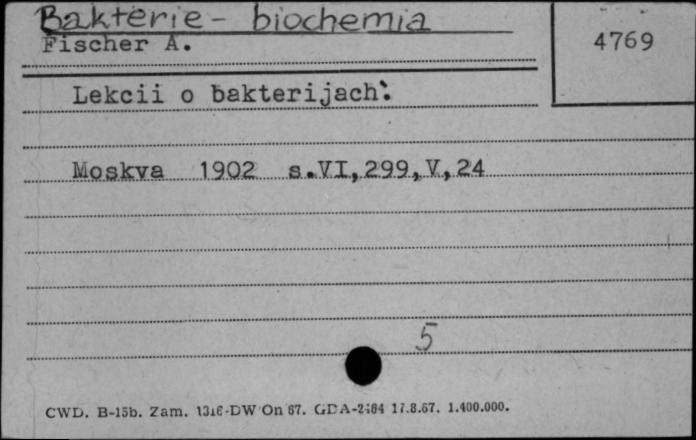 Bakterie - biochemia
Fischer A.
4769
Lekcii o bakterijach.
Moskva 1902 s.VI,299,V,24
5
CWD. B-15b. Zam. 1316-DW On 67. GDA-2484 17.8.67. 1.400.000.